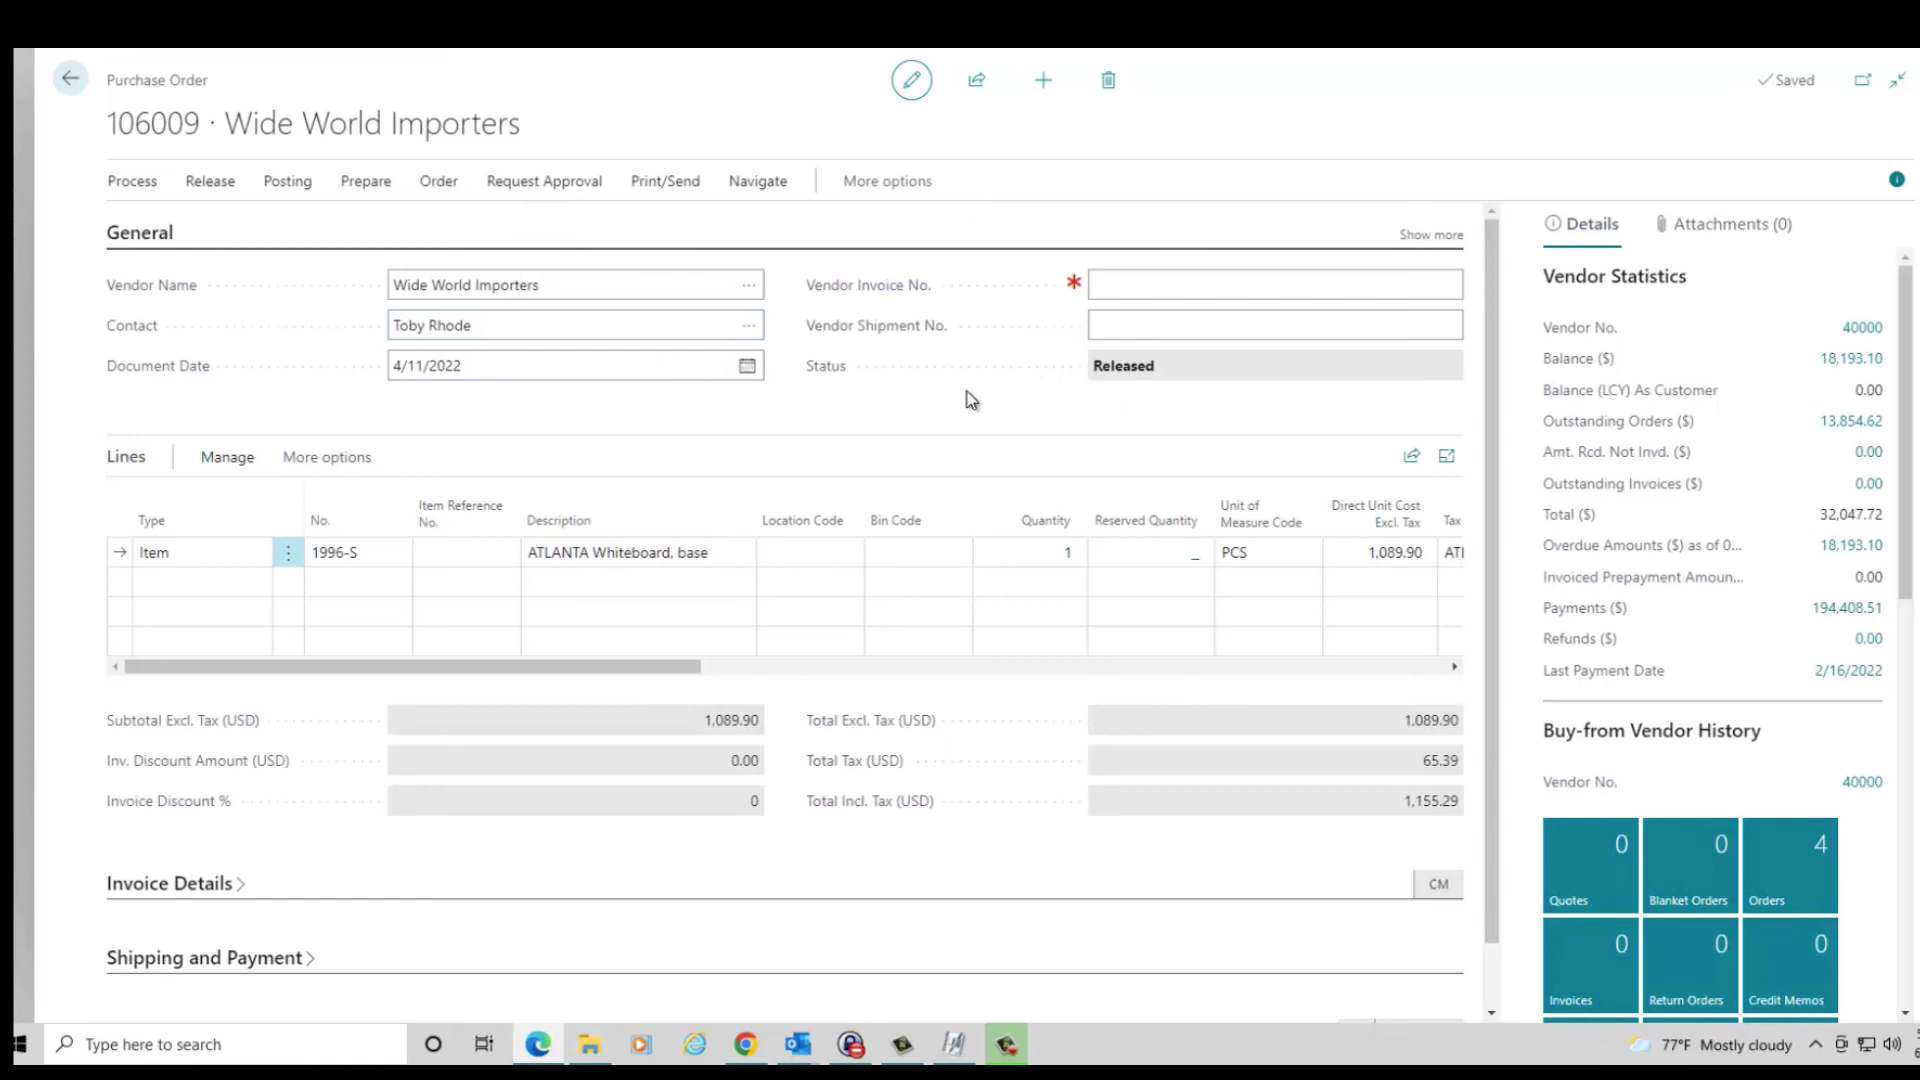 Purchase Order
Saved
106009 · Wide World Importers
Process Release Posting Prepare Order Request Approval Print/Send Navigate More options
General
Show more
Vendor Name
Wide World Importers
Vendor Invoice No.
*
Contact
Toby Rhode
Vendor Shipment No.
Document Date
4/11/2022
Status
Released
Lines Manage More options
Type No. Item Reference No. Description Location Code Bin Code Quantity Reserved Quantity Unit of Measure Code Direct Unit Cost Excl. Tax Tax
Item 1996-S ATLANTA Whiteboard, base 1 _ PCS 1,089.90 ATL
Subtotal Excl. Tax (USD) 1,089.90 Total Excl. Tax (USD) 1,089.90
Inv. Discount Amount (USD) 0.00 Total Tax (USD) 65.39
Invoice Discount % 0 Total Incl. Tax (USD) 1,155.29
Invoice Details
CM
Shipping and Payment
Details Attachments (0)
Vendor Statistics
Vendor No. 40000
Balance ($) 18,193.10
Balance (LCY) As Customer 0.00
Outstanding Orders ($) 13,854.62
Amt. Rcd. Not Invd. ($) 0.00
Outstanding Invoices ($) 0.00
Total ($) 32,047.72
Overdue Amounts ($) as of 0... 18,193.10
Invoiced Prepayment Amoun... 0.00
Payments ($) 194,408.51
Refunds ($) 0.00
Last Payment Date 2/16/2022
Buy-from Vendor History
Vendor No. 40000
0 0 4
Quotes Blanket Orders Orders
0 0 0
Invoices Return Orders Credit Memos
Type here to search
77°F Mostly cloudy